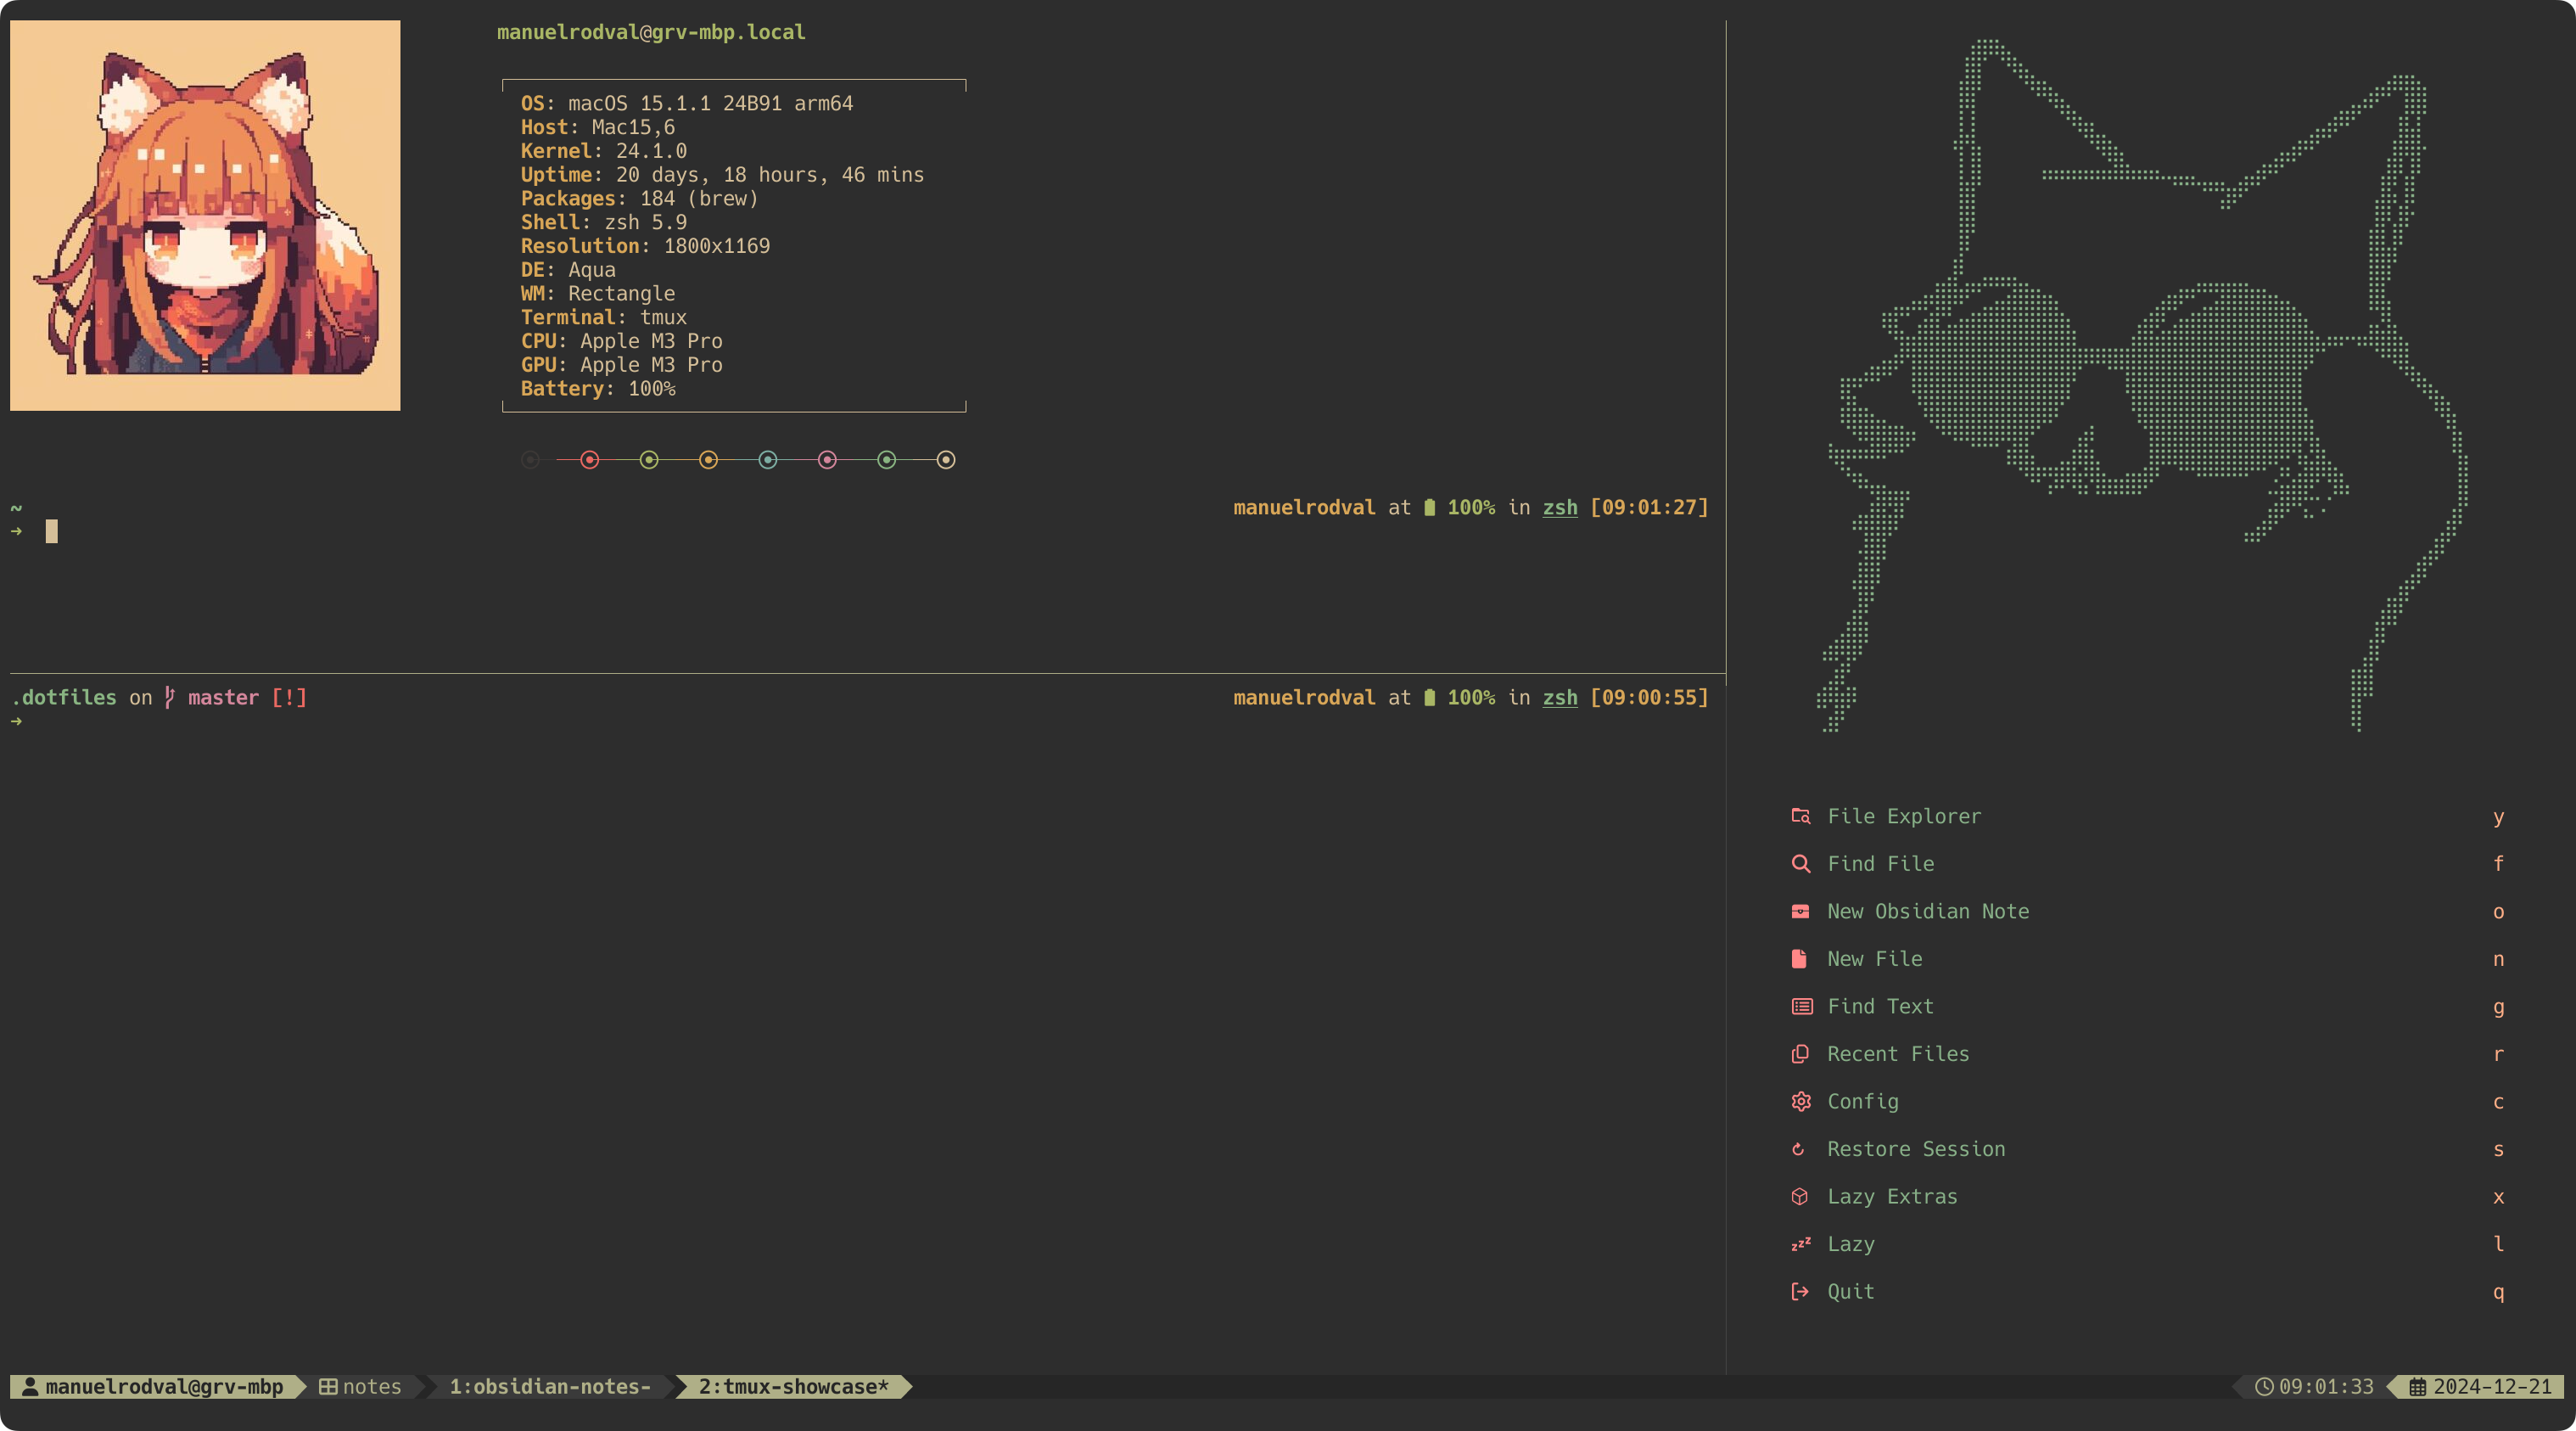 manuelrodval@grv-mbp.local
OS: macOS 15.1.1 24B91 arm64
Host: Mac15,6
Kernel: 24.1.0
Uptime: 20 days, 18 hours, 46 mins
Packages: 184 (brew)
Shell: zsh 5.9
Resolution: 1800x1169
DE: Aqua
WM: Rectangle
Terminal: tmux
CPU: Apple M3 Pro
GPU: Apple M3 Pro
Battery: 100%
~ manuelrodval at 100% in zsh [09:01:27]
→
.dotfiles on master [!] manuelrodval at 100% in zsh [09:00:55]
→
File Explorer y
Find File f
New Obsidian Note o
New File n
Find Text g
Recent Files r
Config c
Restore Session s
Lazy Extras x
Lazy l
Quit q
manuelrodval@grv-mbp notes 1:obsidian-notes- 2:tmux-showcase* 09:01:33 2024-12-21